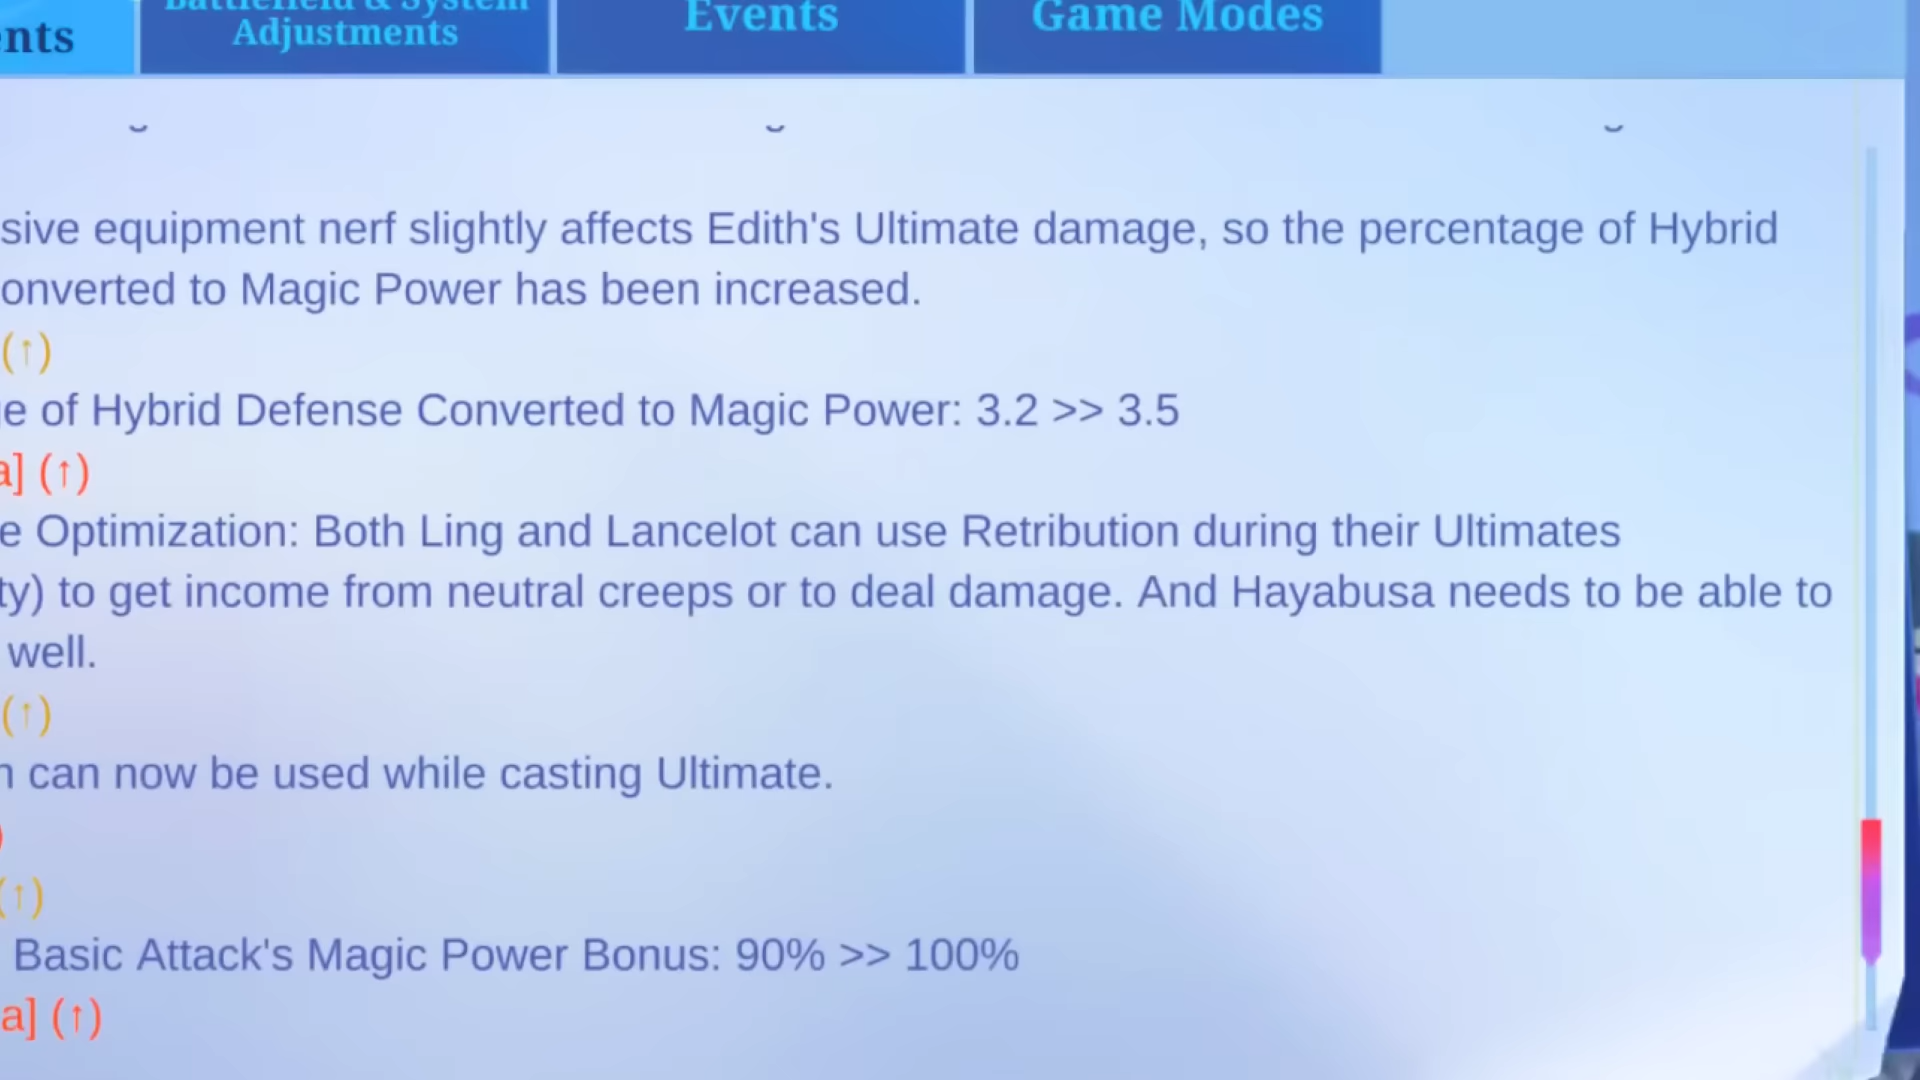 Battlefield & System
Adjustments
Events
Game Modes
equipment nerf slightly affects Edith's Ultimate damage, so the percentage of Hybrid
to Magic Power has been increased.
(↑)
of Hybrid Defense Converted to Magic Power: 3.2 >> 3.5
a] (↑)
Optimization: Both Ling and Lancelot can use Retribution during their Ultimates
ty) to get income from neutral creeps or to deal damage. And Hayabusa needs to be able to
well.
(↑)
can now be used while casting Ultimate.
(↑)
Basic Attack's Magic Power Bonus: 90% >> 100%
a] (↑)